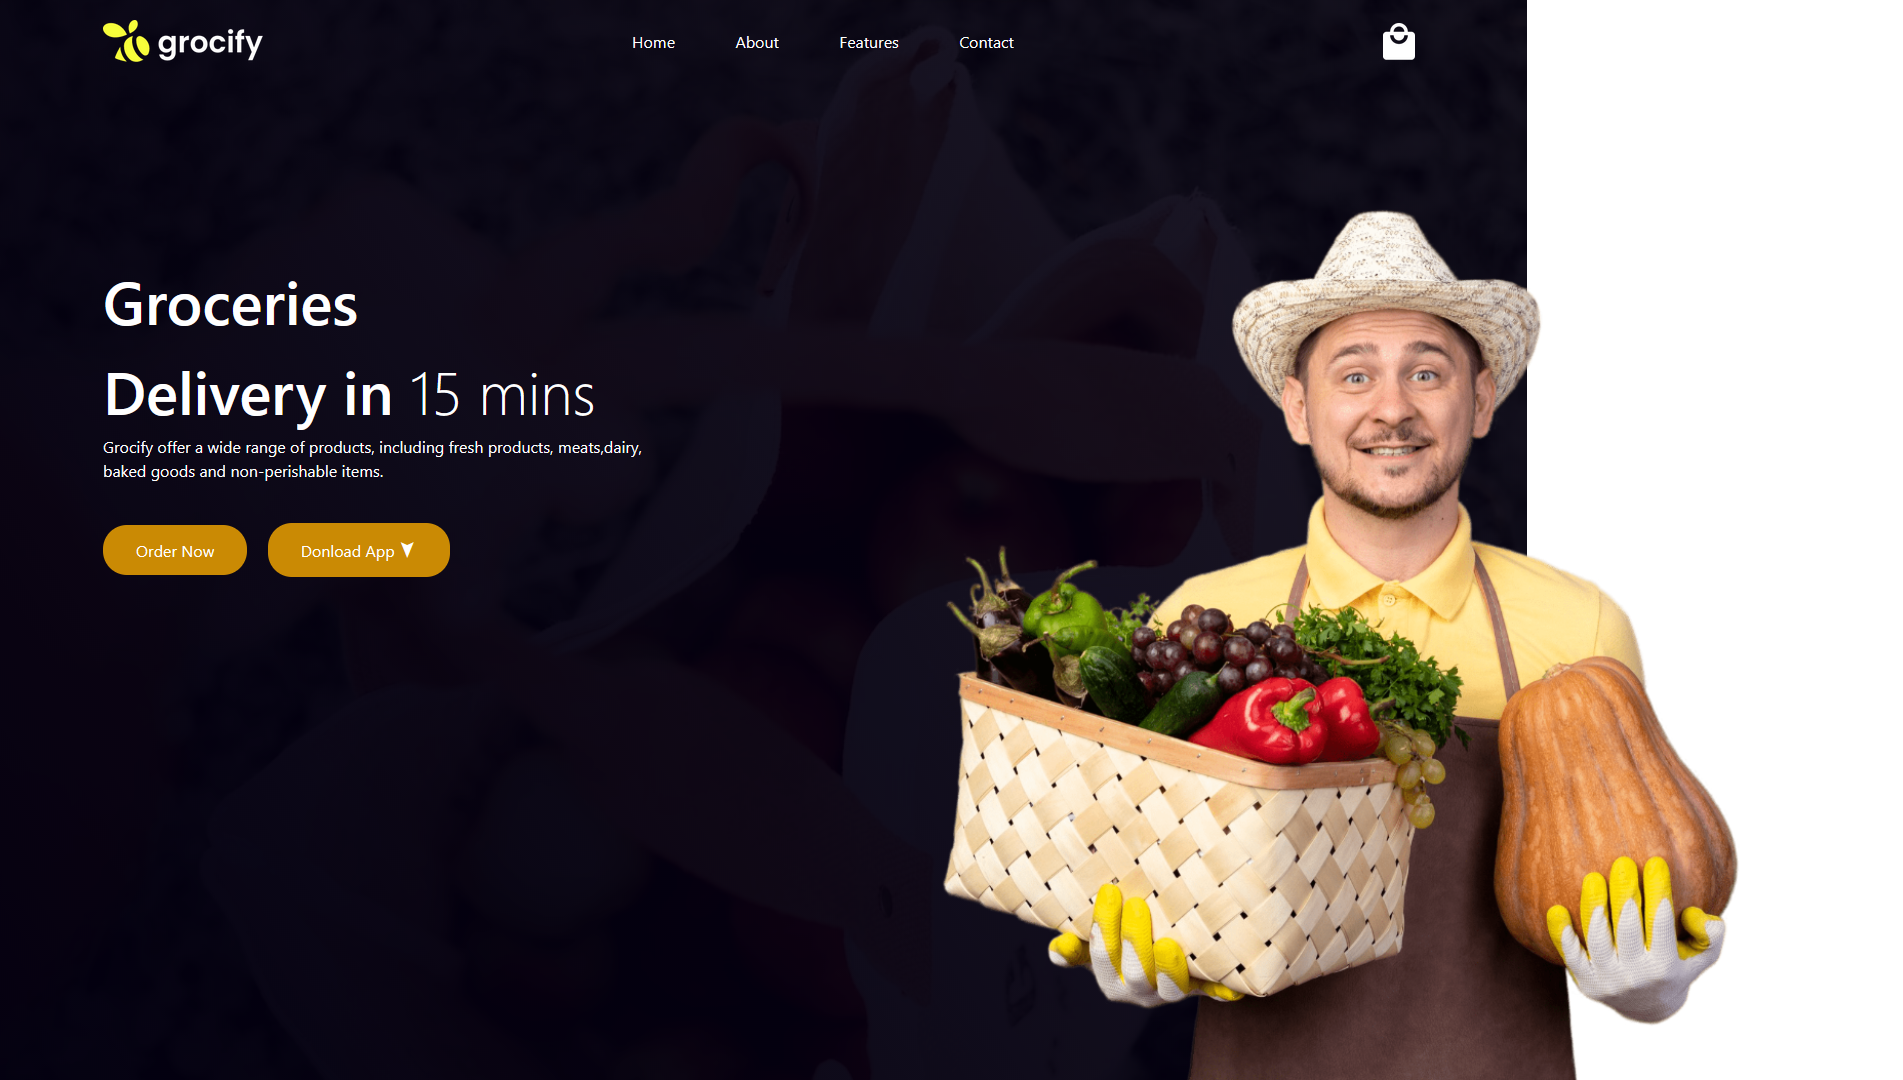 grocify
Home About Features Contact
Groceries
Delivery in 15 mins
Grocify offer a wide range of products, including fresh products, meats,dairy,
baked goods and non-perishable items.
Order Now Donload App